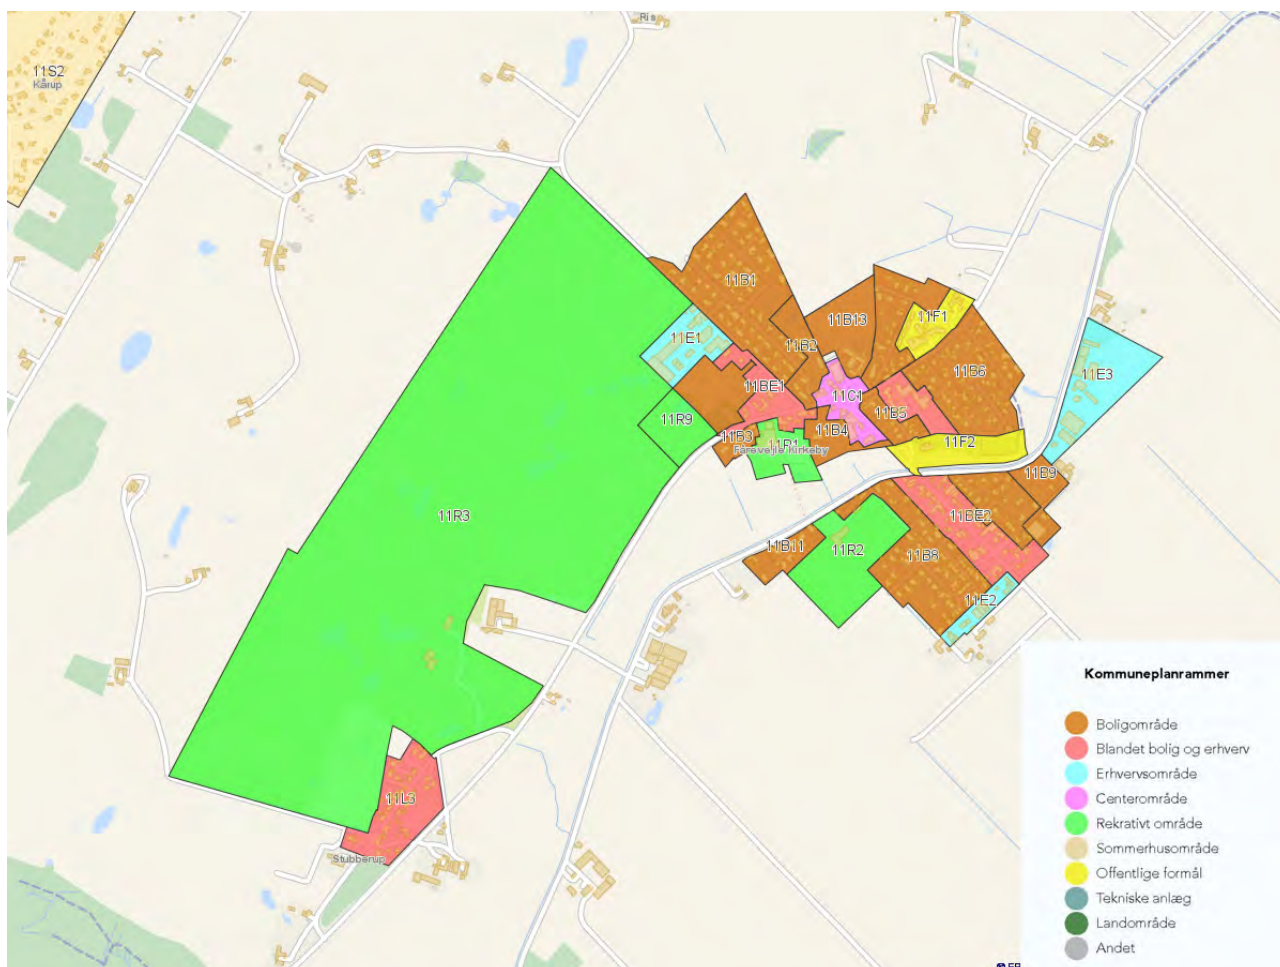 Ris
11S2
Kårup
11B1
11F1
11B13
11E1
11B2
11B6
11E3
11BE1
11C1
11B5
11R9
11B3
11R1
11B4
11F2
Fårevejle Kirkeby
11B9
11R3
11BE2
11B11
11R2
11B8
11E2
11L3
Stubberup
Kommuneplanrammer
Boligområde
Blandet bolig og erhverv
Erhvervsområde
Centerområde
Rekrativt område
Sommerhusområde
Offentlige formål
Tekniske anlæg
Landområde
Andet